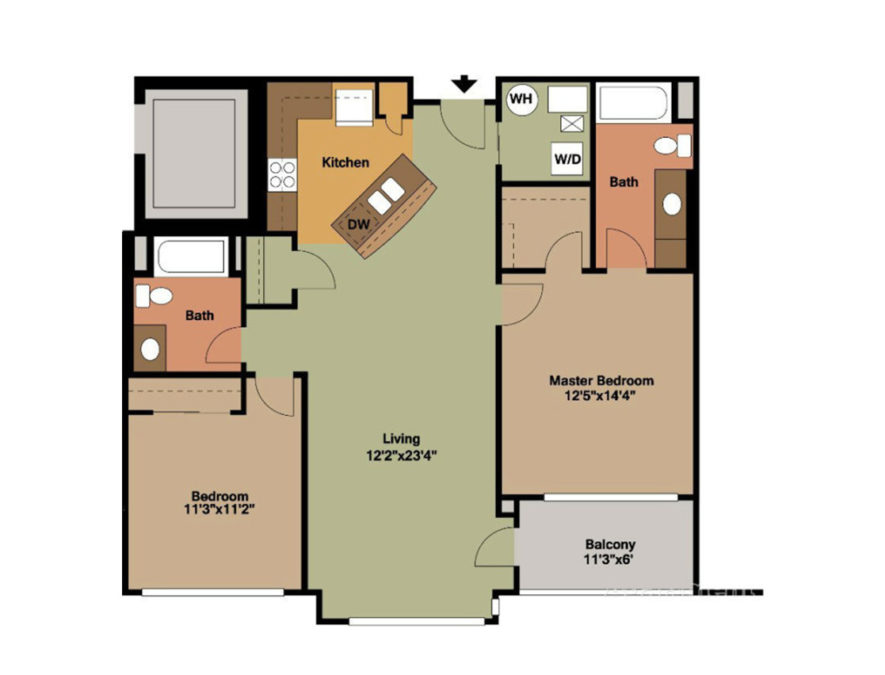 WH
Kitchen
W/D
Bath
DW
Bath
Master Bedroom
12'5"x14'4"
Living
12'2"x23'4"
Bedroom
11'3"x11'2"
Balcony
11'3"x6'